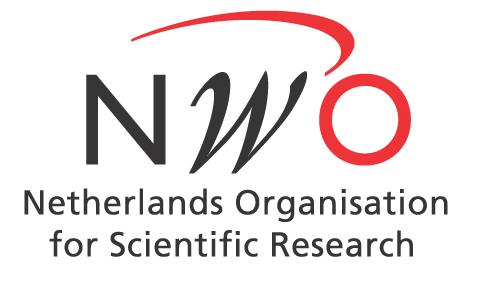 NWO
Netherlands Organisation
for Scientific Research